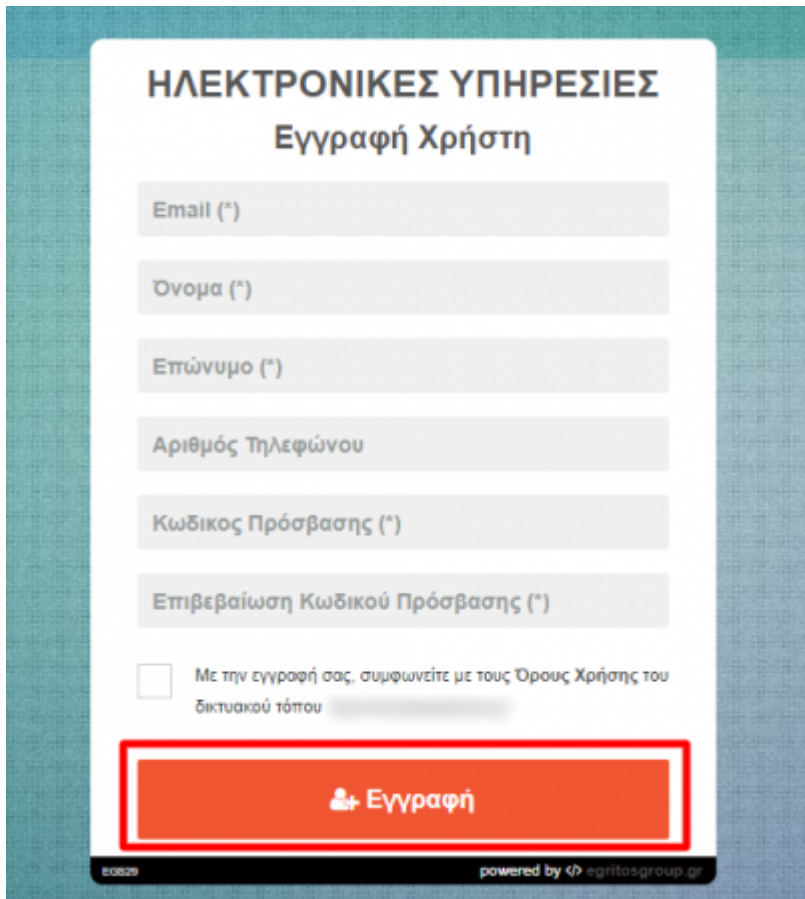 ΗΛΕΚΤΡΟΝΙΚΕΣ ΥΠΗΡΕΣΙΕΣ
Εγγραφή Χρήστη
Email (*)
Όνομα (*)
Επώνυμο (*)
Αριθμός Τηλεφώνου
Κωδικος Πρόσβασης (*)
Επιβεβαίωση Κωδικού Πρόσβασης (*)
Με την εγγραφή σας, συμφωνείτε με τους Όρους Χρήσης του
δικτυακού τόπου
Εγγραφή
powered by </> egritosgroup.gr